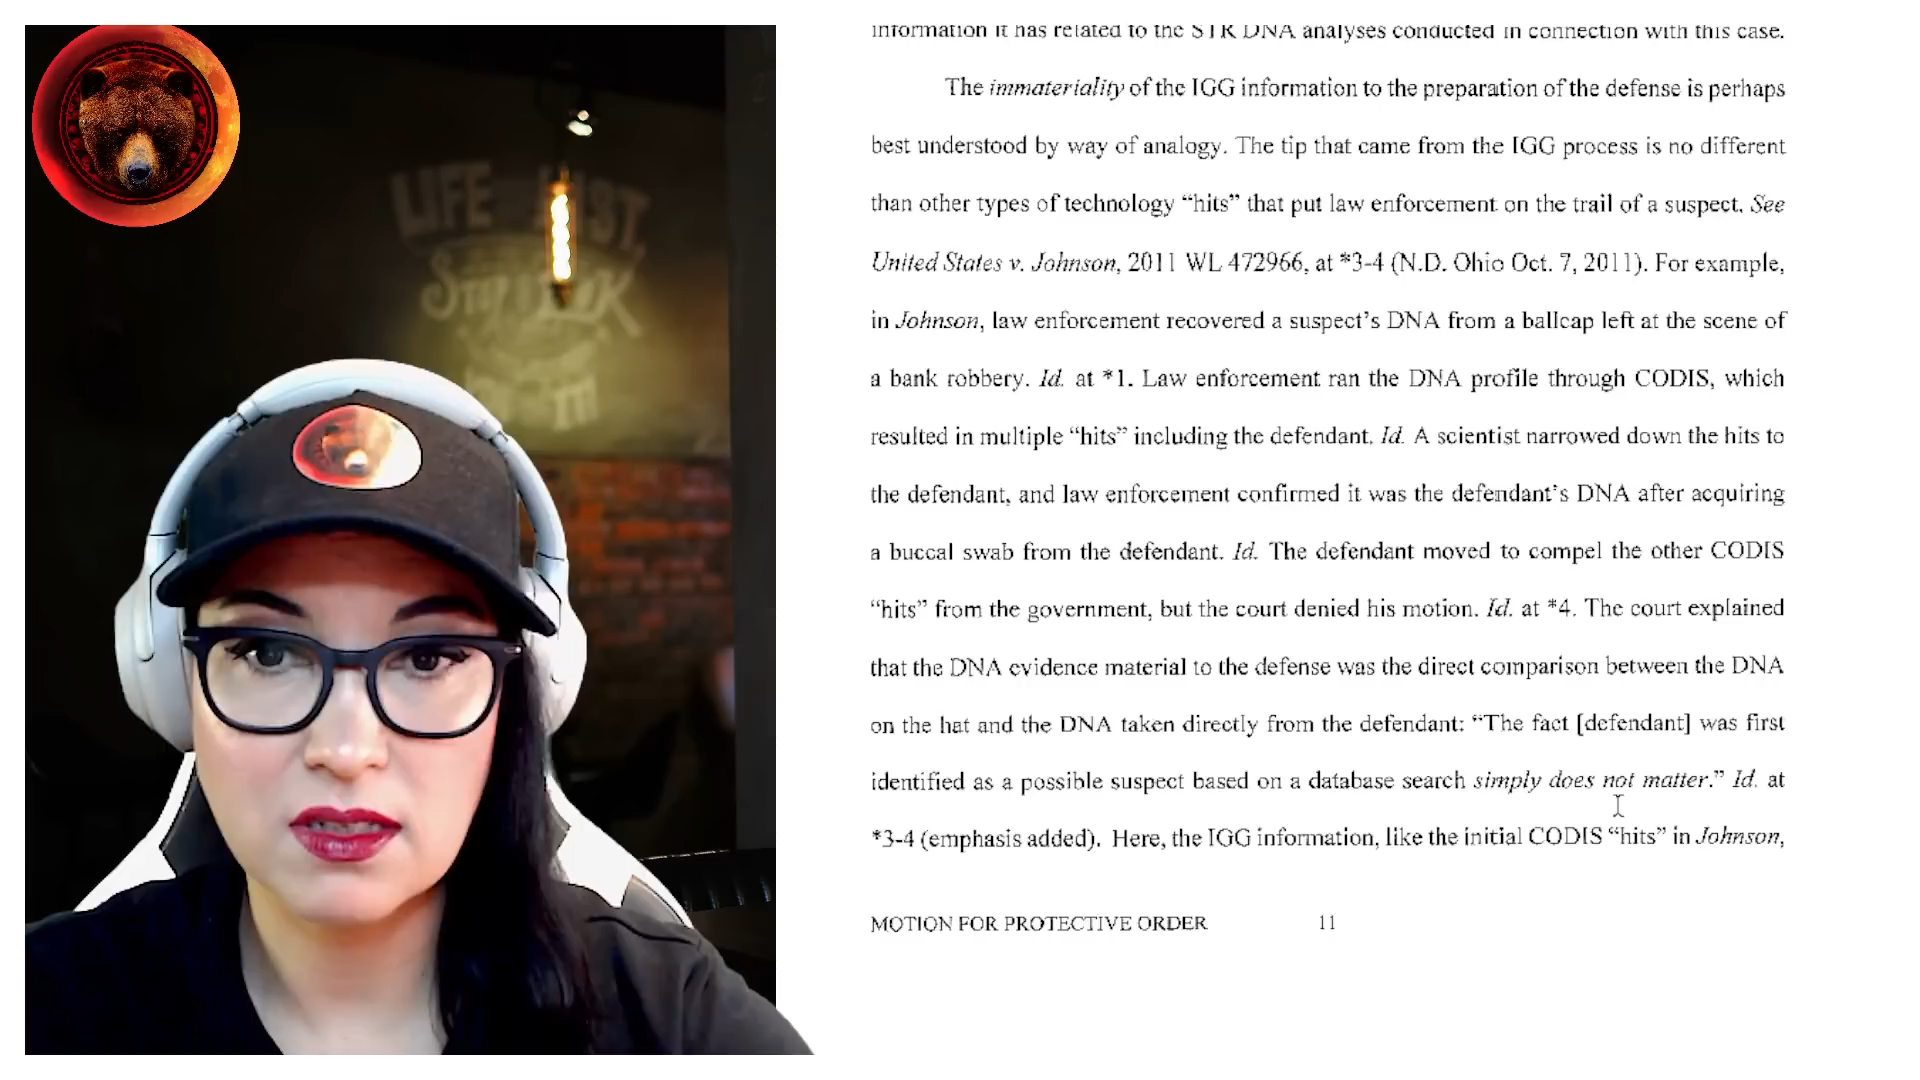 LIFE
information it has related to the STR DNA analyses conducted in connection with this case.
The immateriality of the IGG information to the preparation of the defense is perhaps
best understood by way of analogy. The tip that came from the IGG process is no different
than other types of technology “hits” that put law enforcement on the trail of a suspect. See
United States v. Johnson, 2011 WL 472966, at *3-4 (N.D. Ohio Oct. 7, 2011). For example,
in Johnson, law enforcement recovered a suspect’s DNA from a ballcap left at the scene of
a bank robbery. Id. at *1. Law enforcement ran the DNA profile through CODIS, which
resulted in multiple “hits” including the defendant. Id. A scientist narrowed down the hits to
the defendant, and law enforcement confirmed it was the defendant’s DNA after acquiring
a buccal swab from the defendant. Id. The defendant moved to compel the other CODIS
“hits” from the government, but the court denied his motion. Id. at *4. The court explained
that the DNA evidence material to the defense was the direct comparison between the DNA
on the hat and the DNA taken directly from the defendant: “The fact [defendant] was first
identified as a possible suspect based on a database search simply does not matter.” Id. at
*3-4 (emphasis added). Here, the IGG information, like the initial CODIS “hits” in Johnson,
MOTION FOR PROTECTIVE ORDER 11